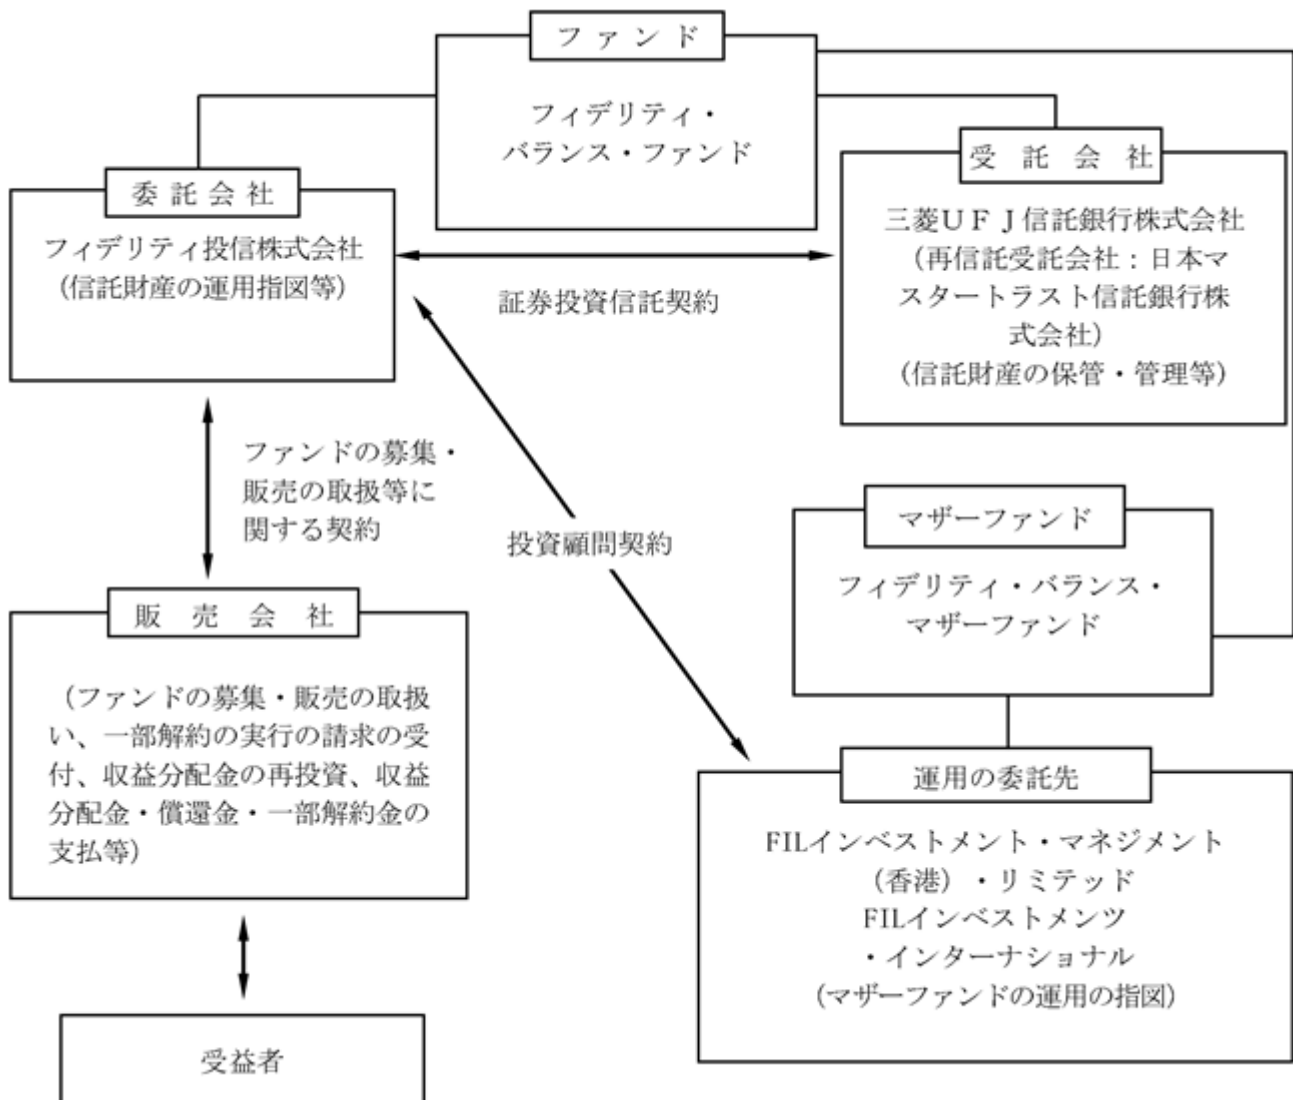 ファンド
フィデリティ・
バランス・ファンド
委託会社
フィデリティ投信株式会社
(信託財産の運用指図等)
証券投資信託契約
受託会社
三菱UFJ信託銀行株式会社
(再信託受託会社:日本マ
スタートラスト信託銀行株
式会社)
(信託財産の保管・管理等)
ファンドの募集・
販売の取扱等に
関する契約
投資顧問契約
マザーファンド
フィデリティ・バランス・
マザーファンド
販売会社
(ファンドの募集・販売の取扱
い、一部解約の実行の請求の受
付、収益分配金の再投資、収益
分配金・償還金・一部解約金の
支払等)
運用の委託先
FILインベストメント・マネジメント
(香港)・リミテッド
FILインベストメンツ
・インターナショナル
(マザーファンドの運用の指図)
受益者